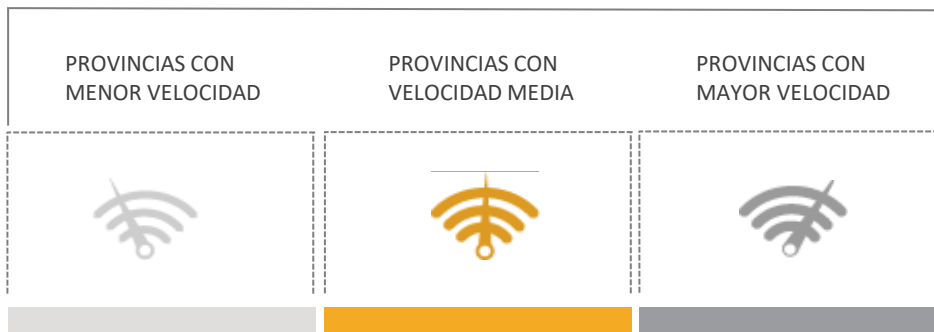 PROVINCIAS CON
MENOR VELOCIDAD
PROVINCIAS CON
VELOCIDAD MEDIA
PROVINCIAS CON
MAYOR VELOCIDAD